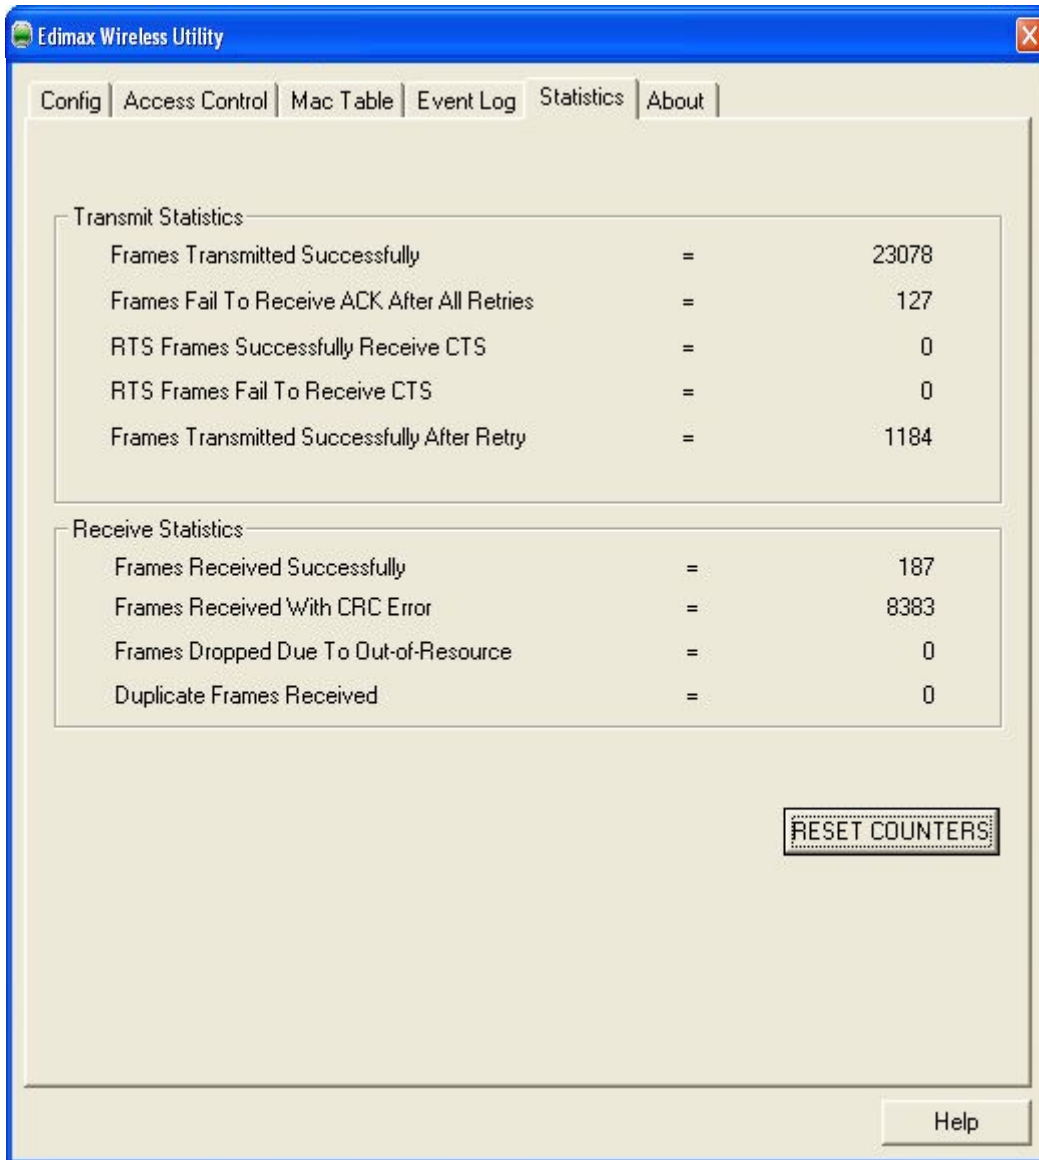 Edimax Wireless Utility
Config Access Control Mac Table Event Log Statistics About
Transmit Statistics
Frames Transmitted Successfully = 23078
Frames Fail To Receive ACK After All Retries = 127
RTS Frames Successfully Receive CTS = 0
RTS Frames Fail To Receive CTS = 0
Frames Transmitted Successfully After Retry = 1184
Receive Statistics
Frames Received Successfully = 187
Frames Received With CRC Error = 8383
Frames Dropped Due To Out-of-Resource = 0
Duplicate Frames Received = 0
RESET COUNTERS
Help